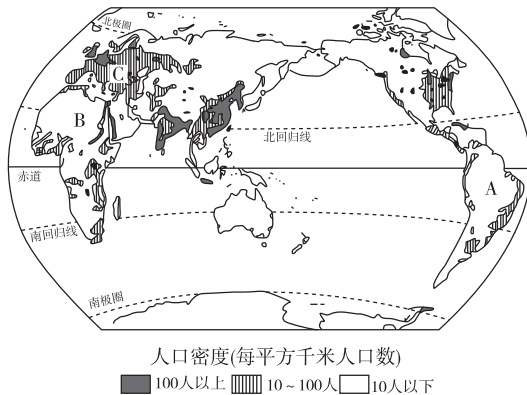 北极圈
C
B
北回归线
赤道
A
南回归线
南极圈
人口密度(每平方千米人口数)
100人以上 10～100人 10人以下